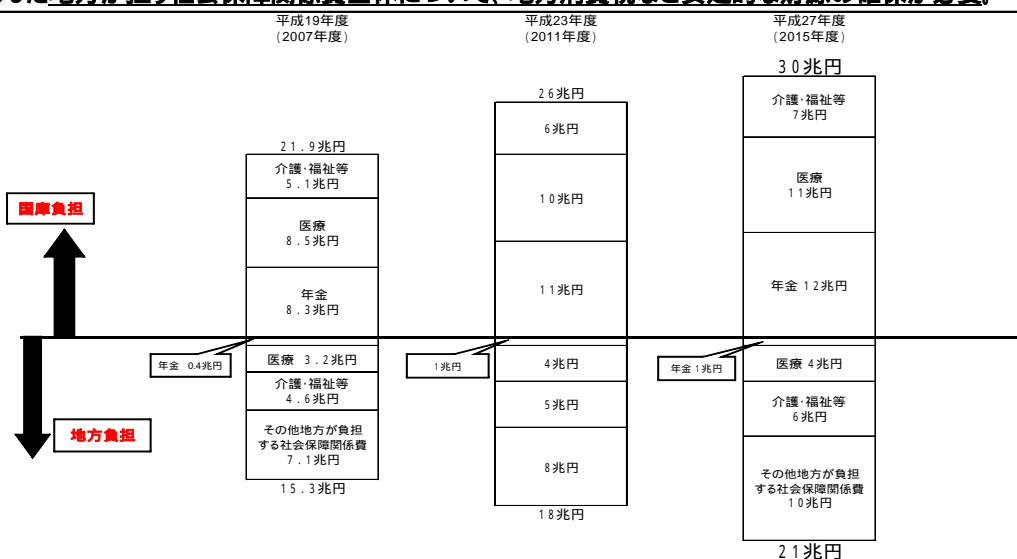 平成19年度
(2007年度)
平成23年度
(2011年度)
平成27年度
(2015年度)
30兆円
介護・福祉等
7兆円
26兆円
6兆円
21.9兆円
介護・福祉等
5.1兆円
医療
11兆円
10兆円
国庫負担
医療
8.5兆円
年金 12兆円
11兆円
年金
8.3兆円
年金 0.4兆円
医療 3.2兆円
1兆円
4兆円
年金 1兆円
医療 4兆円
介護・福祉等
4.6兆円
5兆円
介護・福祉等
6兆円
地方負担
その他地方が負担
する社会保障関係費
7.1兆円
8兆円
その他地方が負担
する社会保障関係費
10兆円
15.3兆円
18兆円
21兆円